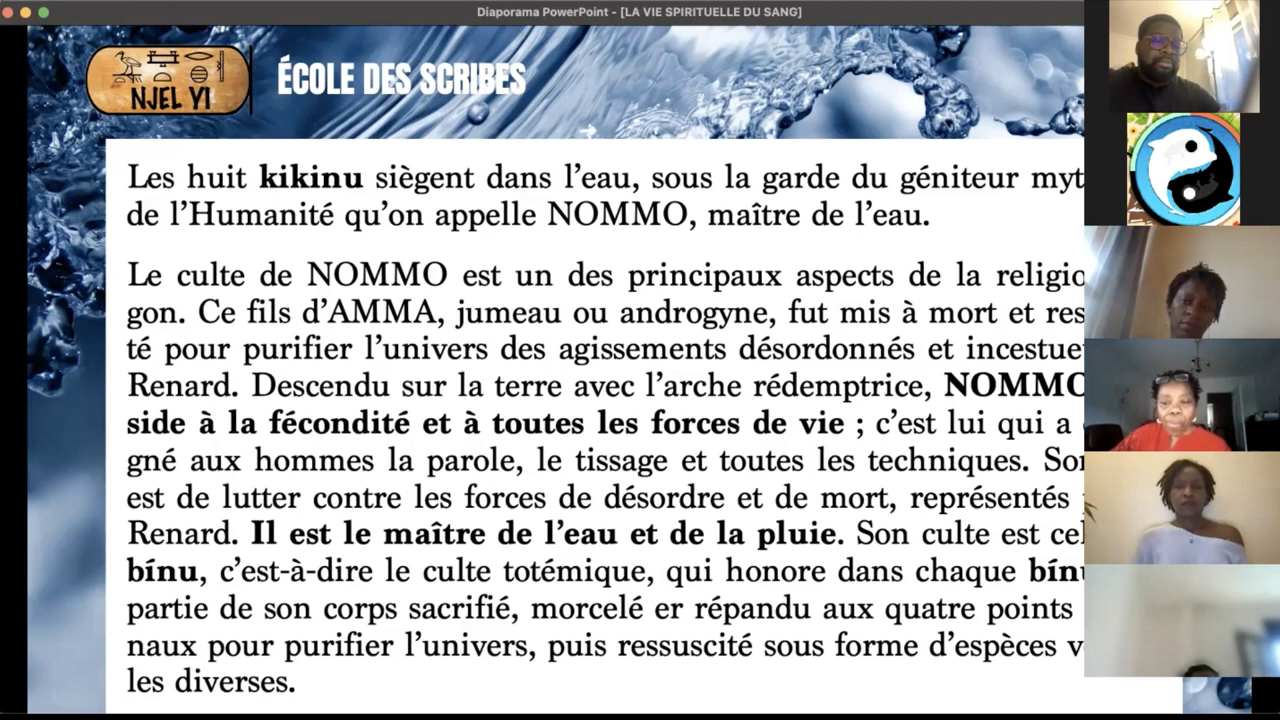 Diaporama PowerPoint - [LA VIE SPIRITUELLE DU SANG]
NJEL YI
ÉCOLE DES SCRIBES
Les huit kikinu siègent dans l’eau, sous la garde du géniteur myt
de l’Humanité qu’on appelle NOMMO, maître de l’eau.
Le culte de NOMMO est un des principaux aspects de la religio
gon. Ce fils d’AMMA, jumeau ou androgyne, fut mis à mort et res
té pour purifier l’univers des agissements désordonnés et incestue
Renard. Descendu sur la terre avec l’arche rédemptrice, NOMMO
side à la fécondité et à toutes les forces de vie ; c’est lui qui a
gné aux hommes la parole, le tissage et toutes les techniques. Son
est de lutter contre les forces de désordre et de mort, représentés
Renard. Il est le maître de l’eau et de la pluie. Son culte est cel
bínu, c’est-à-dire le culte totémique, qui honore dans chaque bínu
partie de son corps sacrifié, morcelé er répandu aux quatre points
naux pour purifier l’univers, puis ressuscité sous forme d’espèces v
les diverses.